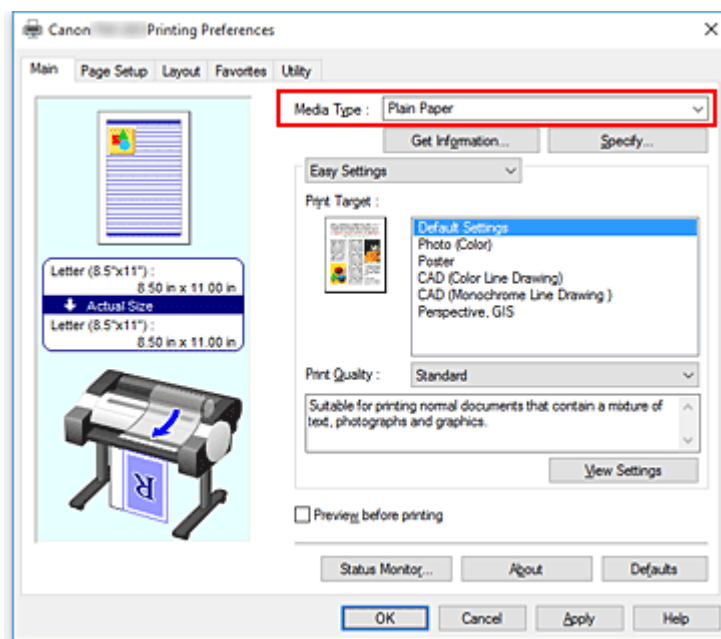 Canon Printing Preferences
Main Page Setup Layout Favorites Utility
Media Type : Plain Paper
Get Information... Specify...
Easy Settings
Print Target :
Default Settings
Photo (Color)
Poster
CAD (Color Line Drawing)
CAD (Monochrome Line Drawing )
Perspective, GIS
Letter (8.5"x11") :
8.50 in x 11.00 in
Actual Size
Letter (8.5"x11") :
8.50 in x 11.00 in
R
Print Quality : Standard
Suitable for printing normal documents that contain a mixture of
text, photographs and graphics.
View Settings
Preview before printing
Status Monitor... About Defaults
OK Cancel Apply Help